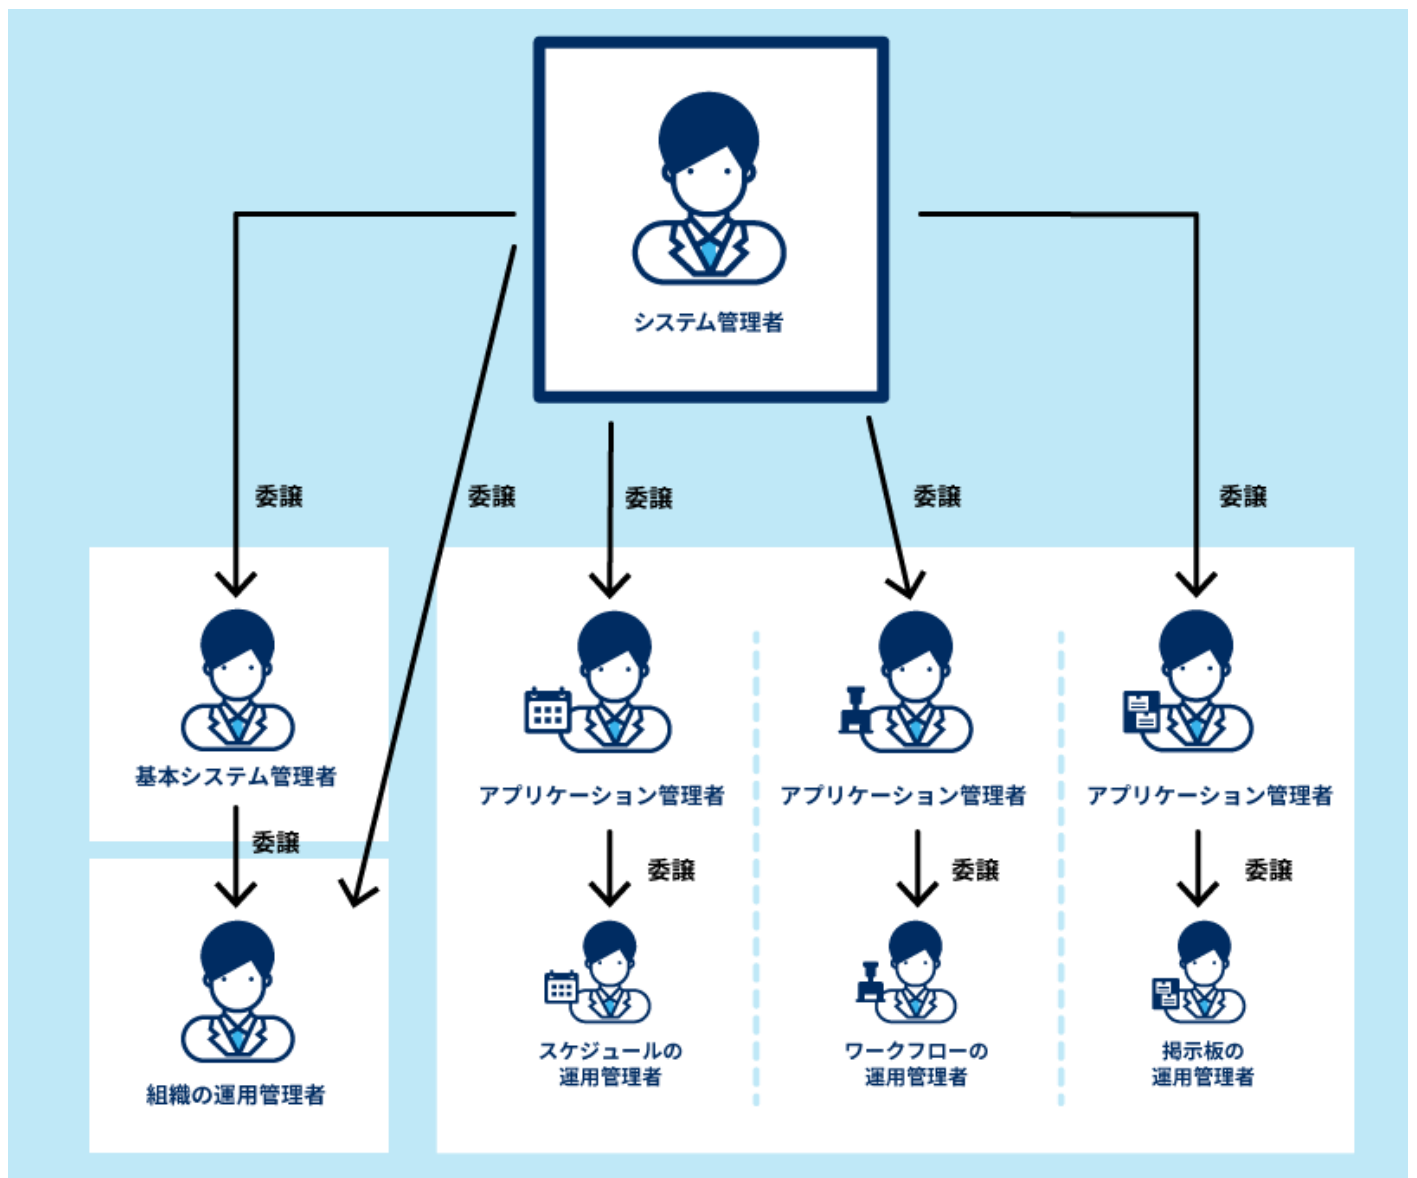 システム管理者
委譲
委譲
委譲
委譲
委譲
基本システム管理者
アプリケーション管理者
アプリケーション管理者
アプリケーション管理者
委譲
委譲
委譲
委譲
組織の運用管理者
スケジュールの
運用管理者
ワークフローの
運用管理者
掲示板の
運用管理者